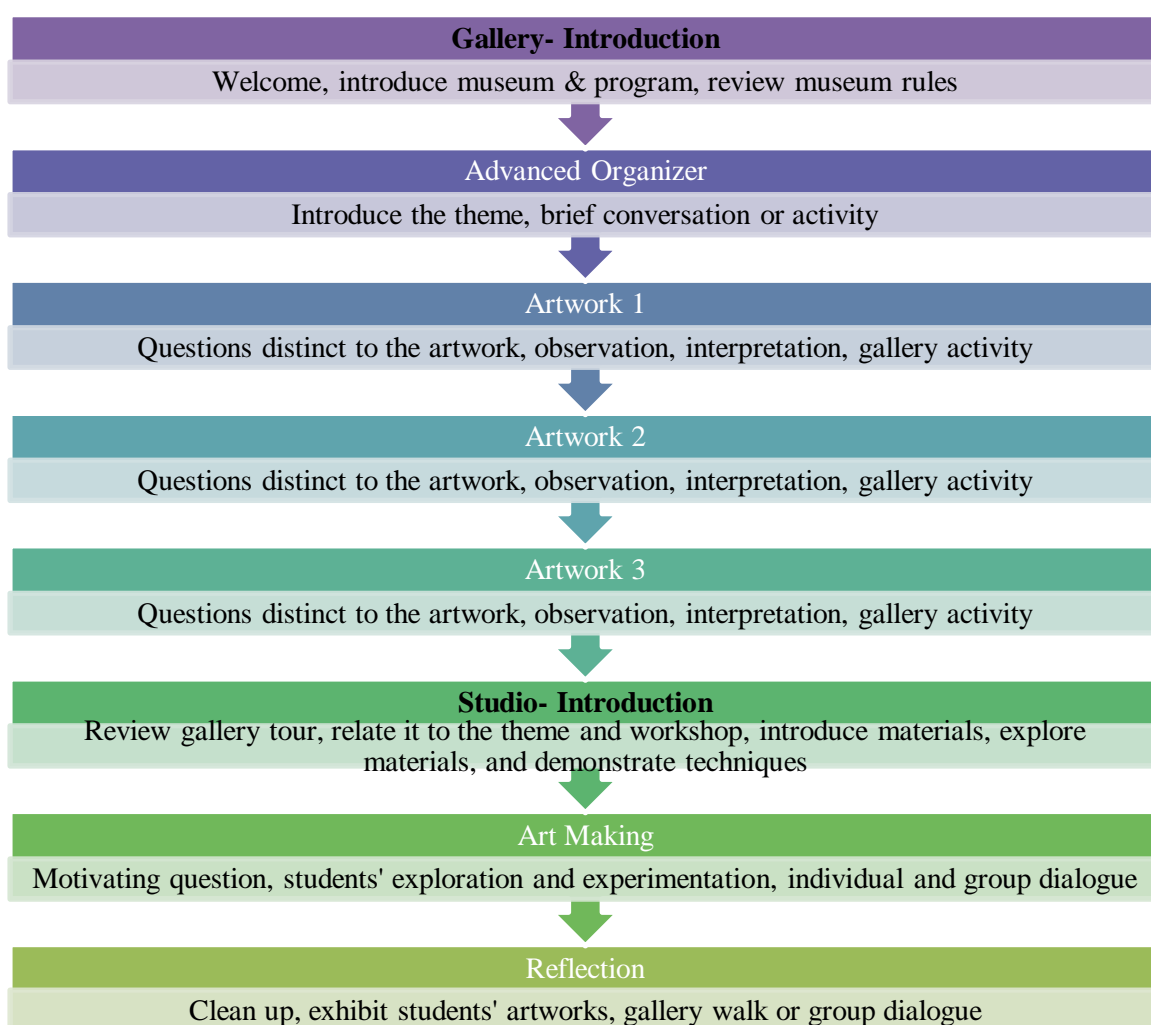 Gallery- Introduction
Welcome, introduce museum & program, review museum rules
Advanced Organizer
Introduce the theme, brief conversation or activity
Artwork 1
Questions distinct to the artwork, observation, interpretation, gallery activity
Artwork 2
Questions distinct to the artwork, observation, interpretation, gallery activity
Artwork 3
Questions distinct to the artwork, observation, interpretation, gallery activity
Studio- Introduction
Review gallery tour, relate it to the theme and workshop, introduce materials, explore
materials, and demonstrate techniques
Art Making
Motivating question, students' exploration and experimentation, individual and group dialogue
Reflection
Clean up, exhibit students' artworks, gallery walk or group dialogue